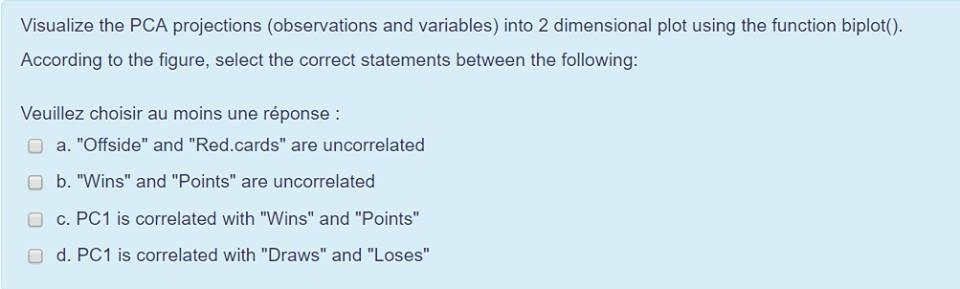 Visualize the PCA projections (observations and variables) into 2 dimensional plot using the function biplot().
According to the figure, select the correct statements between the following:
Veuillez choisir au moins une réponse :
a. "Offside" and "Red.cards" are uncorrelated
b. "Wins" and "Points" are uncorrelated
c. PC1 is correlated with "Wins" and "Points"
d. PC1 is correlated with "Draws" and "Loses"